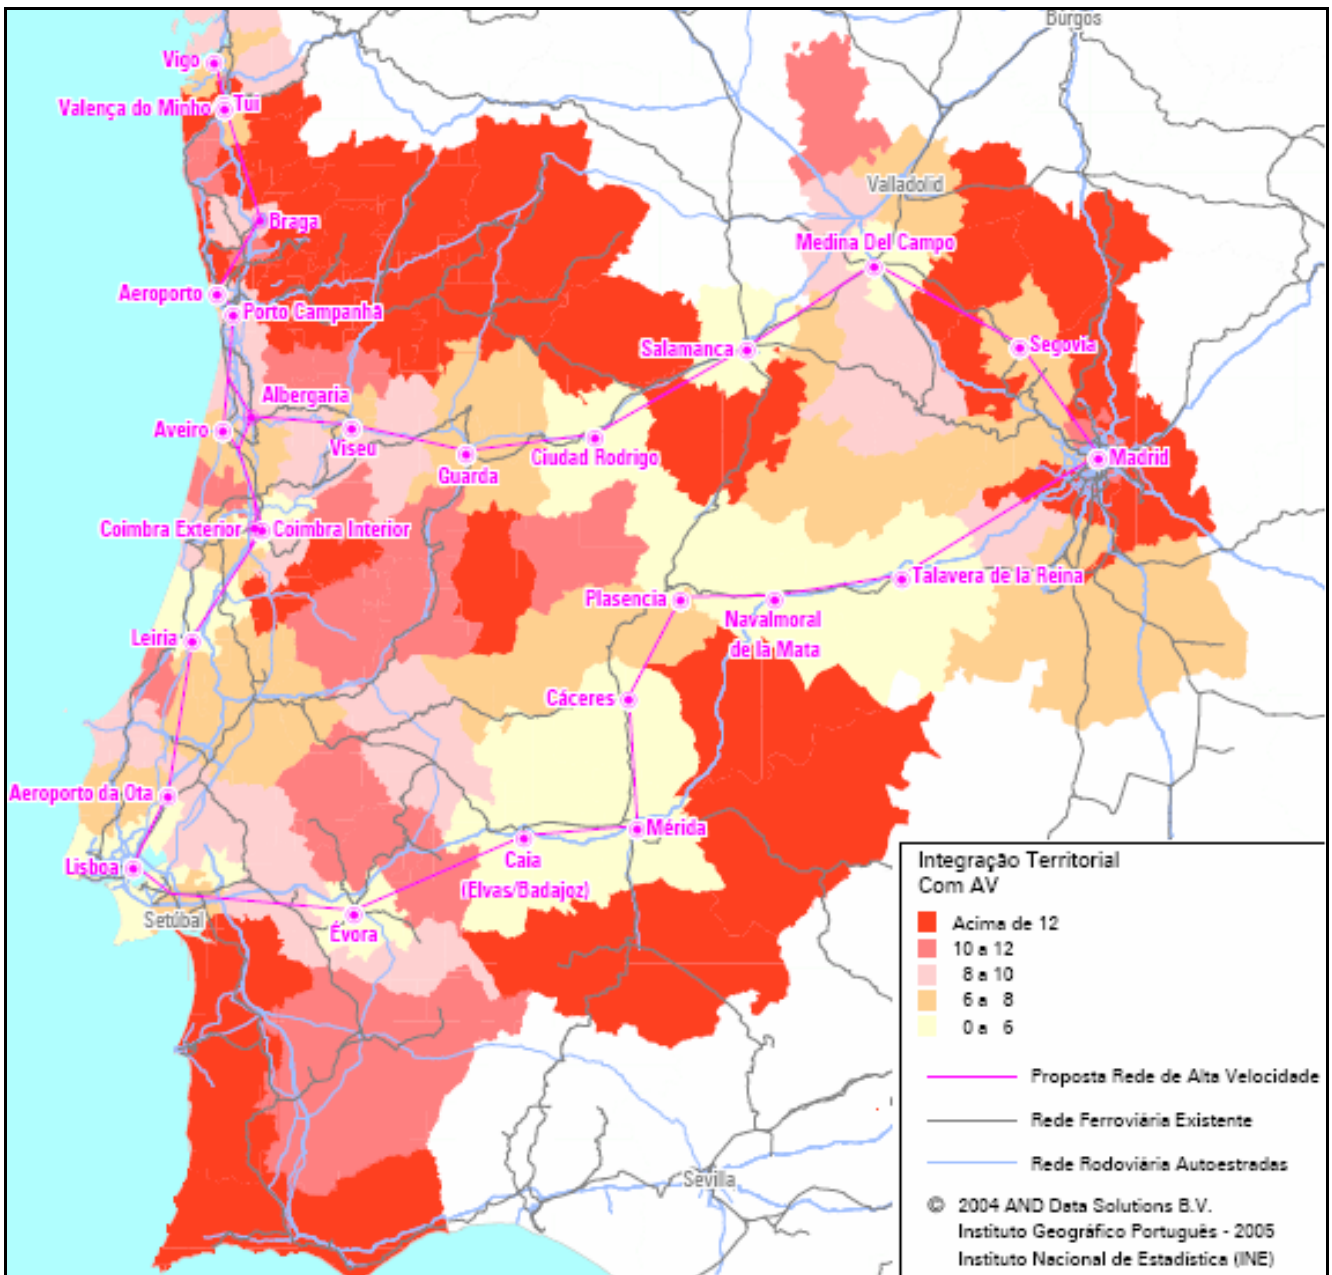 Burgos
Vigo
Valença do Minho
Tui
Valladolid
Braga
Medina Del Campo
Aeroporto
Porto Campanhã
Salamanca
Segovia
Albergaria
Aveiro
Viseu
Guarda
Ciudad Rodrigo
Madrid
Coimbra Exterior
Coimbra Interior
Talavera de la Reina
Plasencia
Navalmoral
de la Mata
Leiria
Cáceres
Aeroporto da Ota
Mérida
Lisboa
Caia
(Elvas/Badajoz)
Setúbal
Évora
Sevilla
Integração Territorial
Com AV
Acima de 12
10 a 12
8 a 10
6 a 8
0 a 6
Proposta Rede de Alta Velocidade
Rede Ferroviária Existente
Rede Rodoviária Autoestradas
© 2004 AND Data Solutions B.V.
Instituto Geográfico Português - 2005
Instituto Nacional de Estadística (INE)